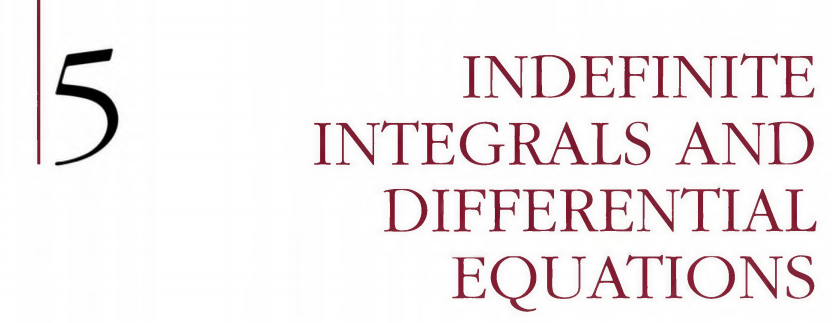 5
INDEFINITE
INTEGRALS AND
DIFFERENTIAL
EQUATIONS